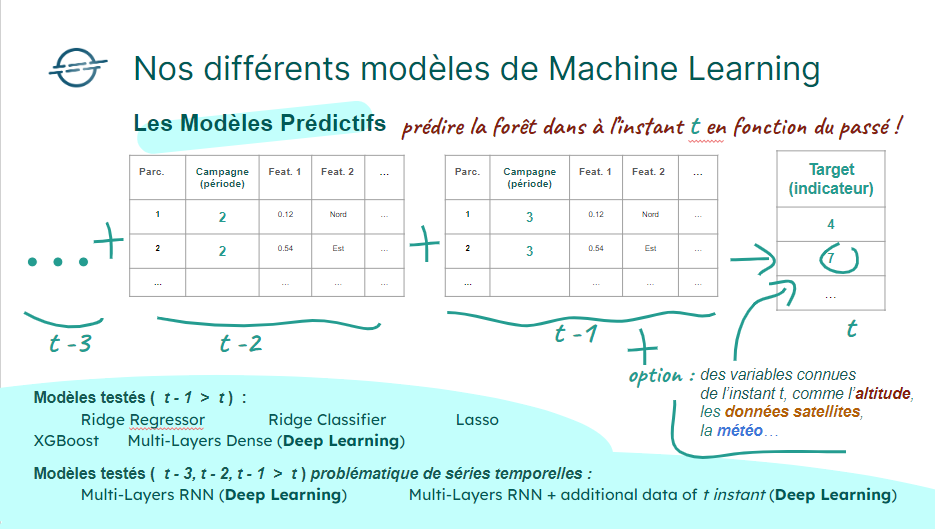 Nos différents modèles de Machine Learning
Les Modèles Prédictifs
prédire la forêt dans à l'instant t en fonction du passé !
Parc. Campagne (période) Feat. 1 Feat. 2 ...
1 2 0.12 Nord ...
2 2 0.54 Est ...
... ... ... ...
Parc. Campagne (période) Feat. 1 Feat. 2 ...
1 3 0.12 Nord ...
2 3 0.54 Est ...
... ... ... ...
Target
(indicateur)
4
7
...
... + +
t -3
t -2
t -1
t
+
option : des variables connues
de l'instant t, comme l'altitude,
les données satellites,
la météo...
Modèles testés ( t - 1 > t ) :
Ridge Regressor Ridge Classifier Lasso
XGBoost Multi-Layers Dense (Deep Learning)
Modèles testés ( t - 3, t - 2, t - 1 > t ) problématique de séries temporelles :
Multi-Layers RNN (Deep Learning) Multi-Layers RNN + additional data of t instant (Deep Learning)